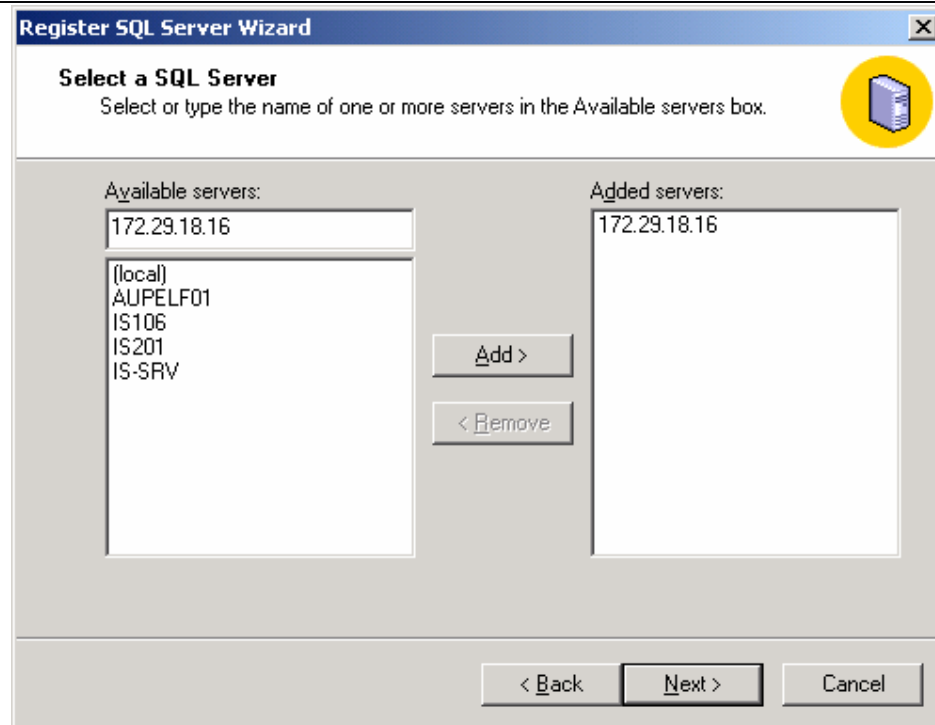 Register SQL Server Wizard
Select a SQL Server
Select or type the name of one or more servers in the Available servers box.
Available servers:
172.29.18.16
(local)
AUPELF01
IS106
IS201
IS-SRV
Add >
< Remove
Added servers:
172.29.18.16
< Back
Next >
Cancel